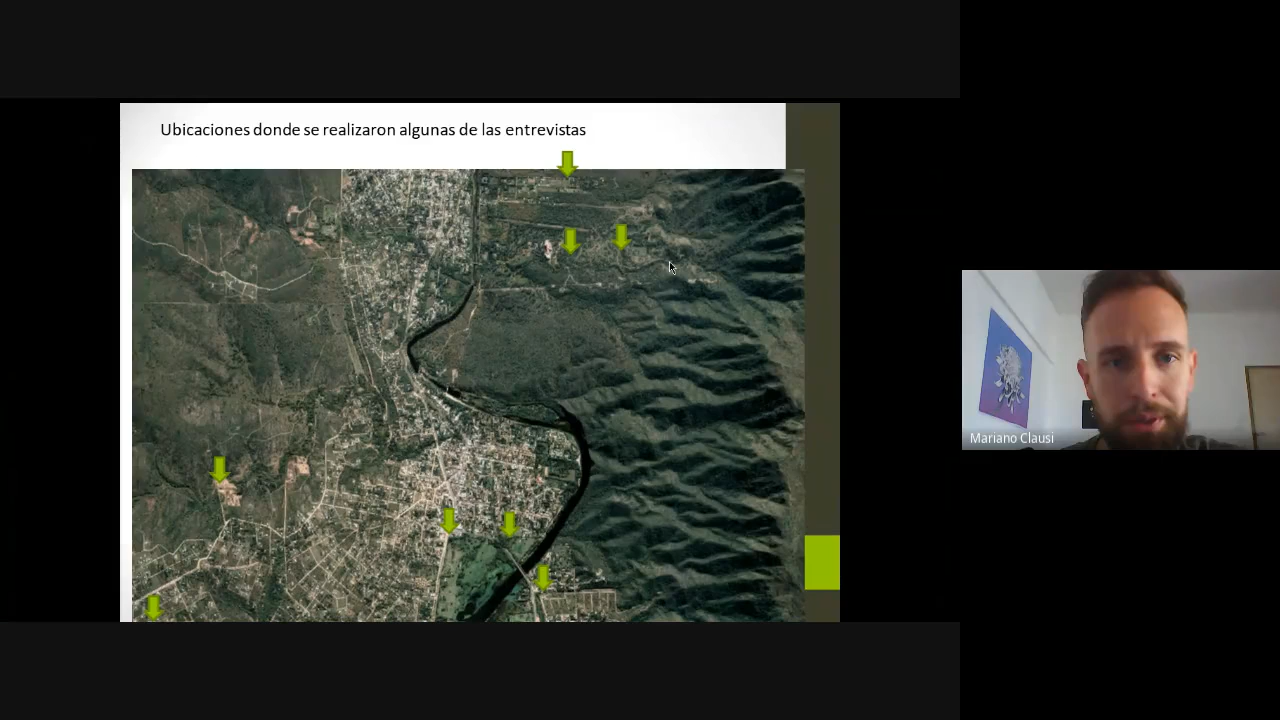 Ubicaciones donde se realizaron algunas de las entrevistas
Mariano Clausi